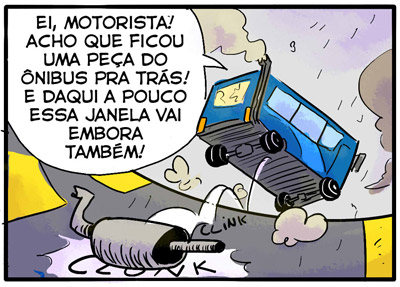 EI, MOTORISTA!
ACHO QUE FICOU
UMA PEÇA DO
ÔNIBUS PRA TRÁS!
E DAQUI A POUCO
ESSA JANELA VAI
EMBORA
TAMBÉM!
CLINK
CLONK